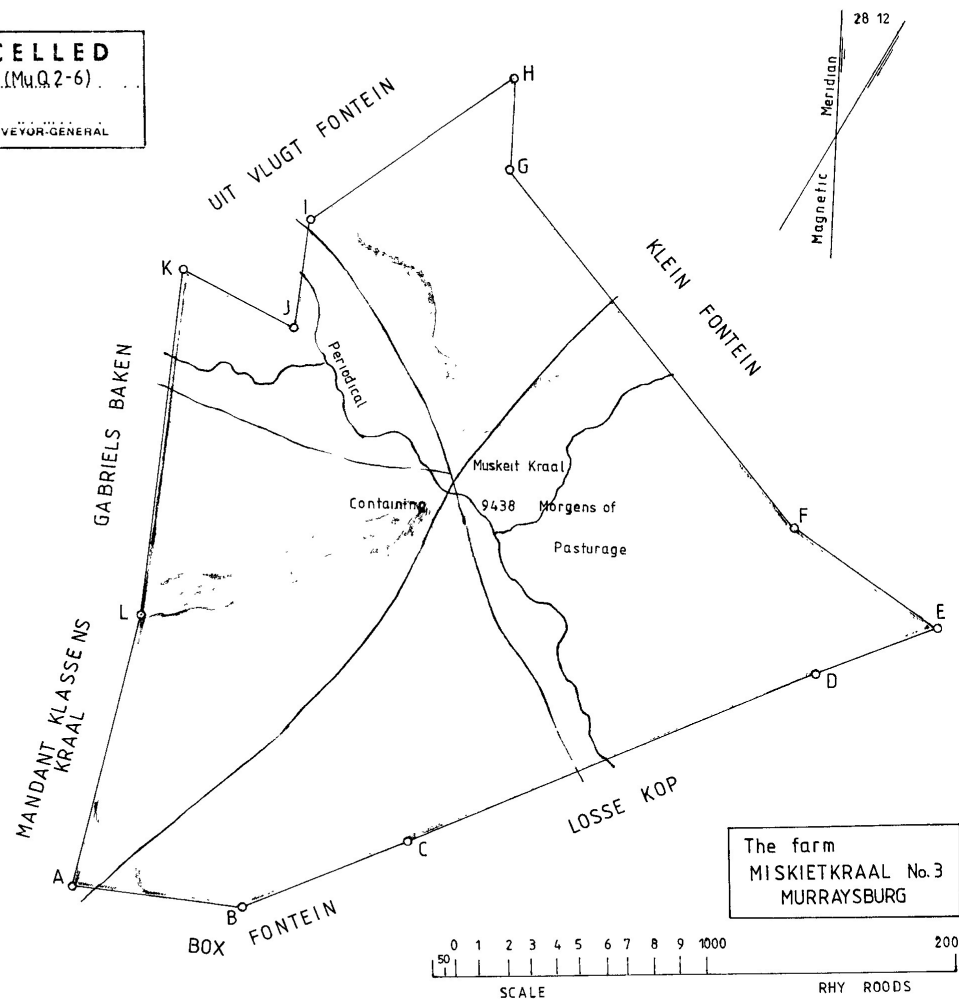 CELLED
(Mu.Q 2-6)
VEYOR-GENERAL
28 12
Magnetic Meridian
UIT VLUGT FONTEIN
H
G
I
K
J
KLEIN FONTEIN
GABRIELS BAKEN
Periodical
Muskeit Kraal
Containing 9438 Morgens of
Pasturage
F
E
L
D
MANDANT KLASSENS
KRAAL
LOSSE KOP
C
A
B
BOX FONTEIN
The farm
MISKIETKRAAL No. 3
MURRAYSBURG
50 0 1 2 3 4 5 6 7 8 9 1000 200
SCALE RHY ROODS